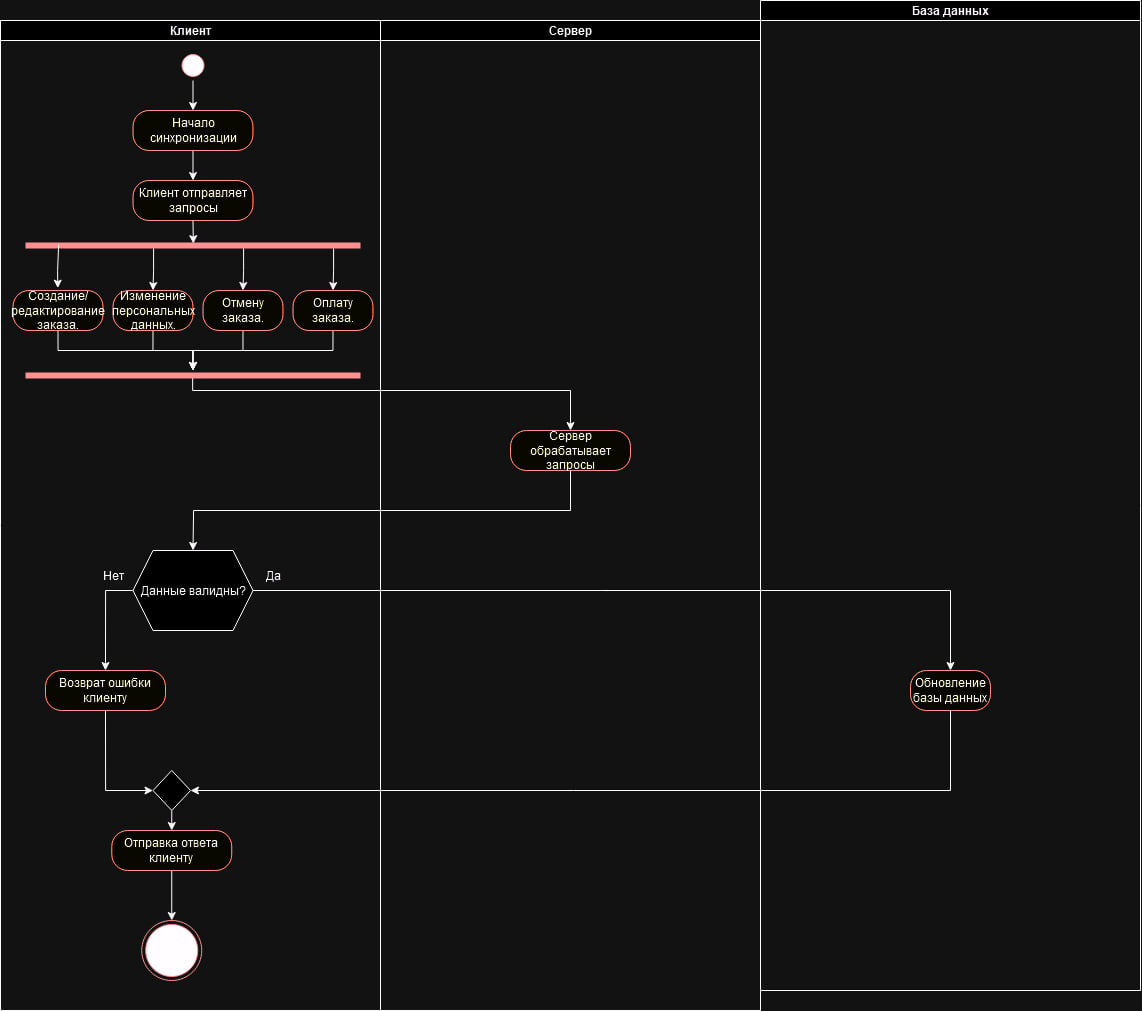 База данных
Клиент
Сервер
Начало
синхронизации
Клиент отправляет
запросы
Создание/
редактирование
заказа.
Изменение
персональных
данных.
Отмену
заказа.
Оплату
заказа.
Сервер
обрабатывает
запросы
Нет
Да
Данные валидны?
Возврат ошибки
клиенту
Обновление
базы данных
Отправка ответа
клиенту